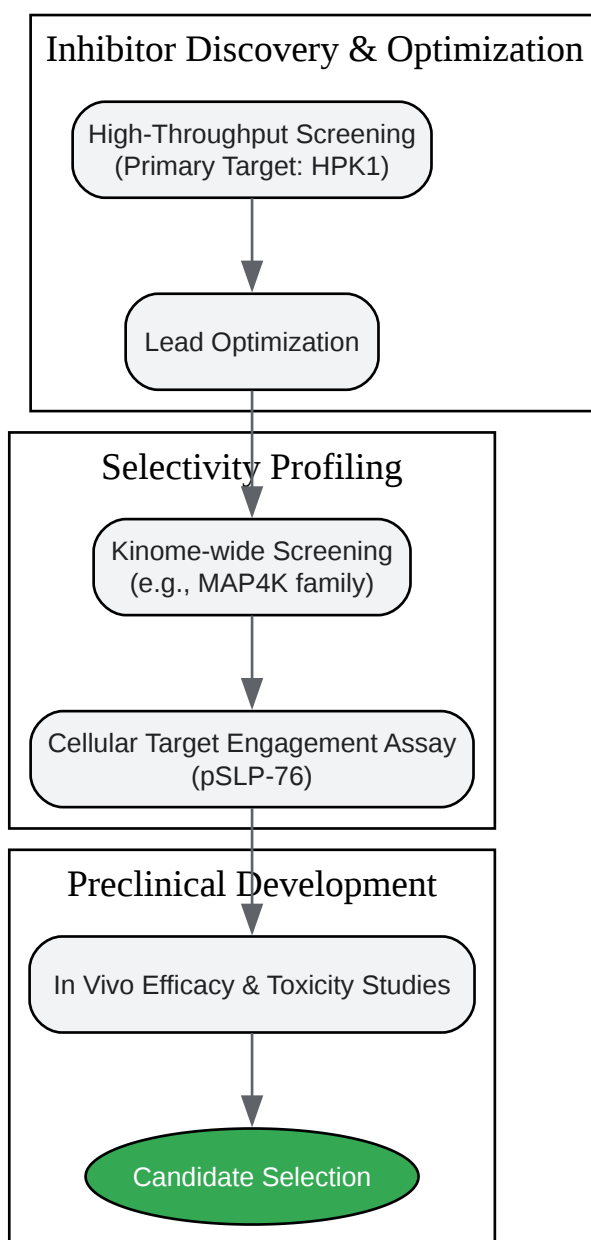 Inhibitor Discovery & Optimization
High-Throughput Screening
(Primary Target: HPK1)
Lead Optimization
Selectivity Profiling
Kinome-wide Screening
(e.g., MAP4K family)
Cellular Target Engagement Assay
(pSLP-76)
Preclinical Development
In Vivo Efficacy & Toxicity Studies
Candidate Selection